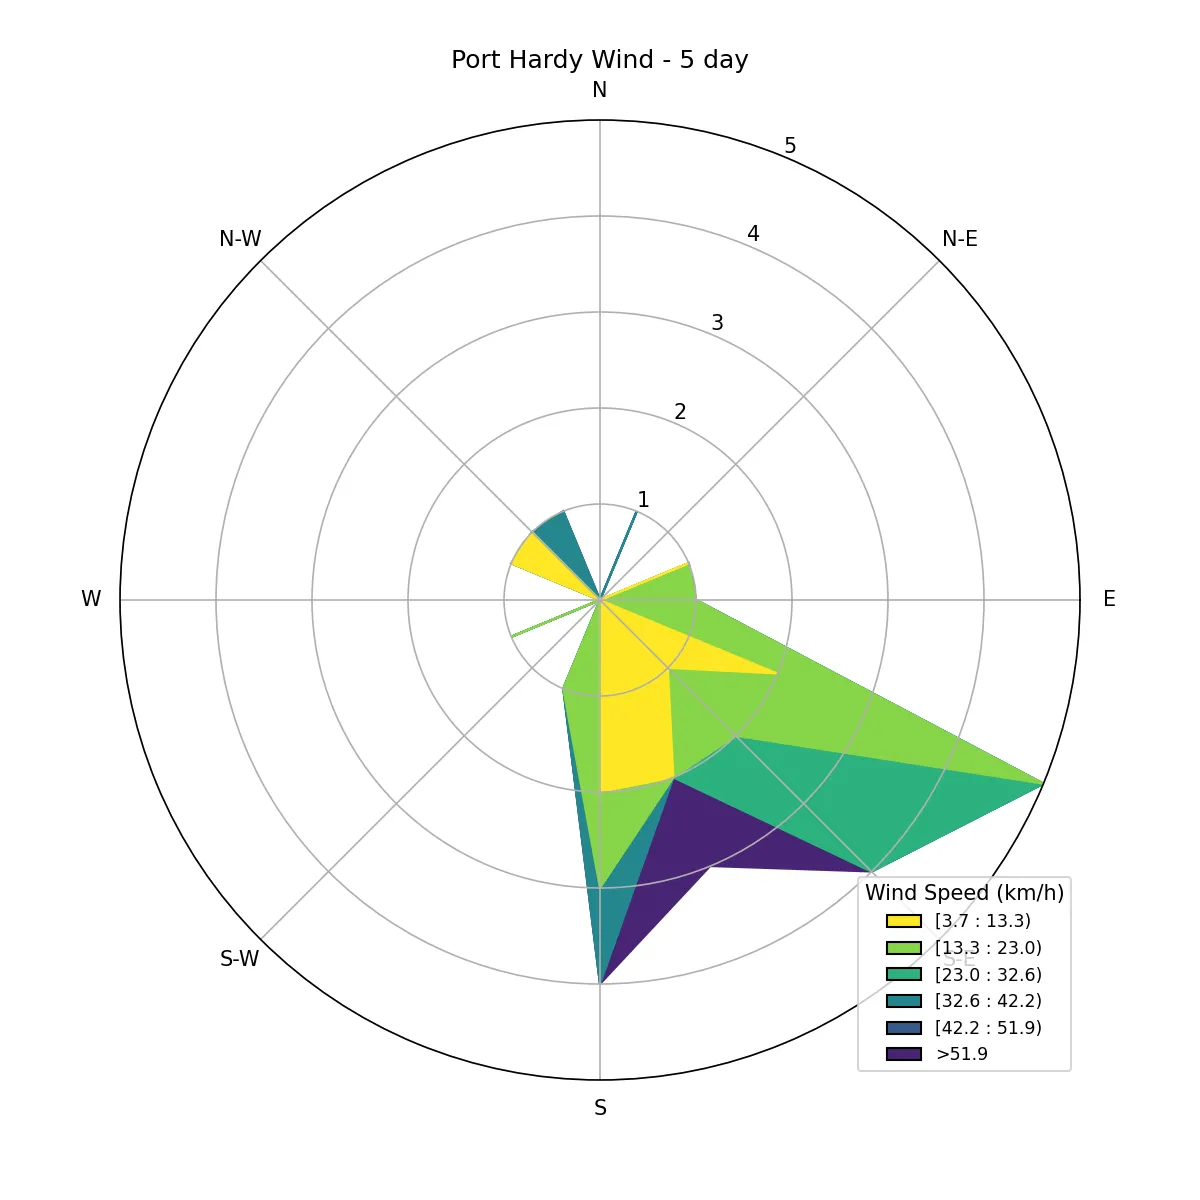 Port Hardy Wind - 5 day
N
5
N-W
4
N-E
3
2
1
W
E
Wind Speed (km/h)
[3.7 : 13.3)
[13.3 : 23.0)
S-W
S-E
[23.0 : 32.6)
[32.6 : 42.2)
[42.2 : 51.9)
>51.9
S